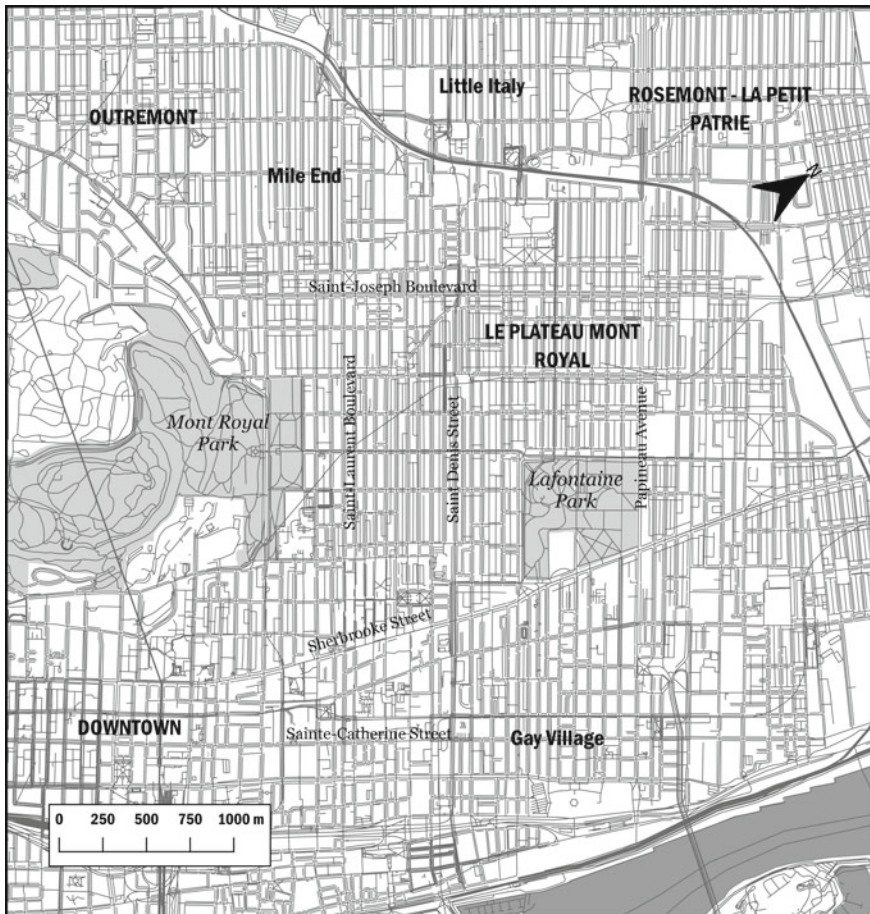 Little Italy
OUTREMONT
ROSEMONT - LA PETIT
PATRIE
Mile End
N
Saint-Joseph Boulevard
LE PLATEAU MONT
ROYAL
Mont Royal
Park
Saint-Laurent Boulevard
Saint Denis Street
Papineau Avenue
Lafontaine
Park
Sherbrooke Street
DOWNTOWN
Sainte-Catherine Street
Gay Village
0 250 500 750 1000 m